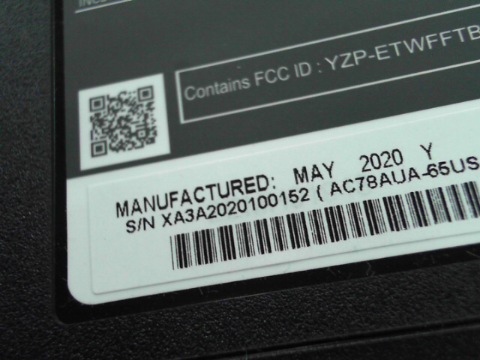 Contains FCC ID : YZP-ETWFFTB
MANUFACTURED: MAY 2020 Y
S/N XA3A2020100152 ( AC78AUA-65US